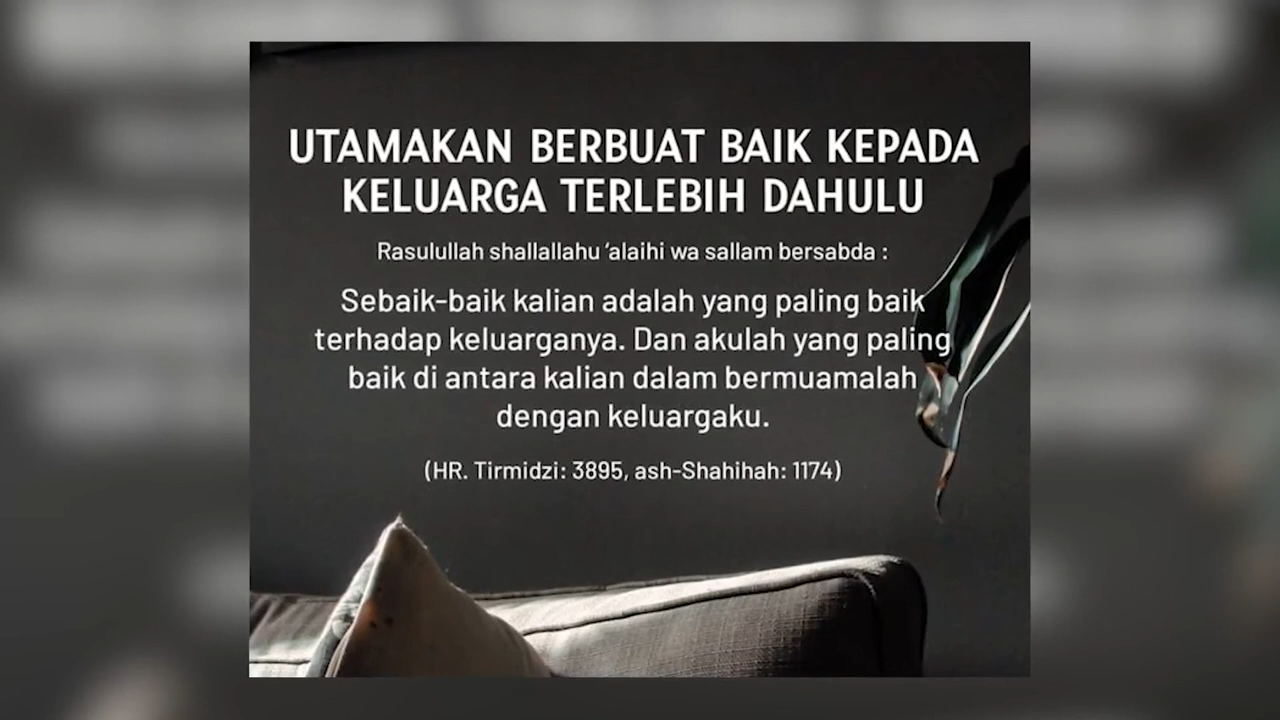 UTAMAKAN BERBUAT BAIK KEPADA
KELUARGA TERLEBIH DAHULU
Rasulullah shallallahu ‘alaihi wa sallam bersabda :
Sebaik-baik kalian adalah yang paling baik
terhadap keluarganya. Dan akulah yang paling
baik di antara kalian dalam bermuamalah
dengan keluargaku.
(HR. Tirmidzi: 3895, ash-Shahihah: 1174)